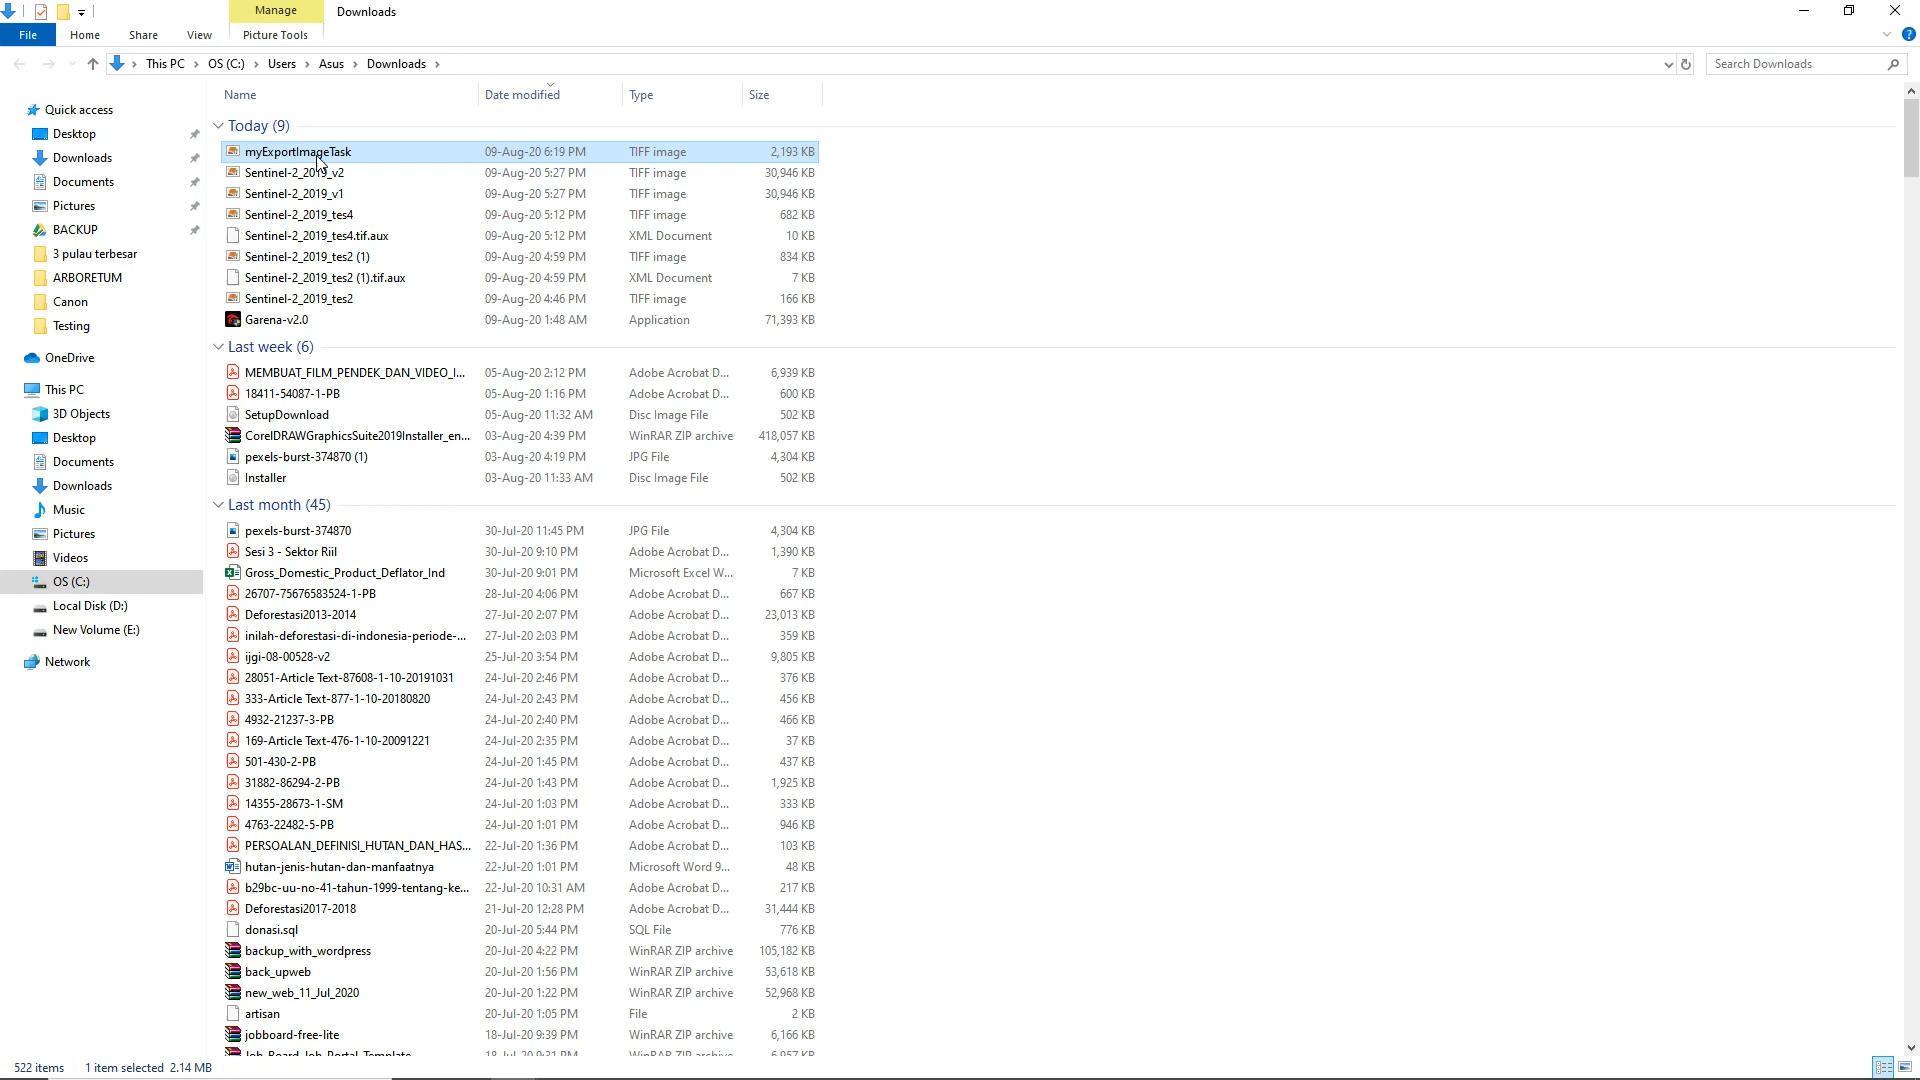 Manage Downloads
File Home Share View Picture Tools
This PC OS (C:) Users Asus Downloads Search Downloads
Name Date modified Type Size
Quick access
Desktop
Downloads
Documents
Pictures
BACKUP
3 pulau terbesar
ARBORETUM
Canon
Testing
OneDrive
This PC
3D Objects
Desktop
Documents
Downloads
Music
Pictures
Videos
OS (C:)
Local Disk (D:)
New Volume (E:)
Network
Today (9)
myExportImageTask 09-Aug-20 6:19 PM TIFF image 2,193 KB
Sentinel-2_2019_v2 09-Aug-20 5:27 PM TIFF image 30,946 KB
Sentinel-2_2019_v1 09-Aug-20 5:27 PM TIFF image 30,946 KB
Sentinel-2_2019_tes4 09-Aug-20 5:12 PM TIFF image 682 KB
Sentinel-2_2019_tes4.tif.aux 09-Aug-20 5:12 PM XML Document 10 KB
Sentinel-2_2019_tes2 (1) 09-Aug-20 4:59 PM TIFF image 834 KB
Sentinel-2_2019_tes2 (1).tif.aux 09-Aug-20 4:59 PM XML Document 7 KB
Sentinel-2_2019_tes2 09-Aug-20 4:46 PM TIFF image 166 KB
Garena-v2.0 09-Aug-20 1:48 AM Application 71,393 KB
Last week (6)
MEMBUAT_FILM_PENDEK_DAN_VIDEO_I... 05-Aug-20 2:12 PM Adobe Acrobat D... 6,939 KB
18411-54087-1-PB 05-Aug-20 1:16 PM Adobe Acrobat D... 600 KB
SetupDownload 05-Aug-20 11:32 AM Disc Image File 502 KB
CorelDRAWGraphicsSuite2019Installer_en... 03-Aug-20 4:39 PM WinRAR ZIP archive 418,057 KB
pexels-burst-374870 (1) 03-Aug-20 4:19 PM JPG File 4,304 KB
Installer 03-Aug-20 11:33 AM Disc Image File 502 KB
Last month (45)
pexels-burst-374870 30-Jul-20 11:45 PM JPG File 4,304 KB
Sesi 3 - Sektor Riil 30-Jul-20 9:10 PM Adobe Acrobat D... 1,390 KB
Gross_Domestic_Product_Deflator_Ind 30-Jul-20 9:01 PM Microsoft Excel W... 7 KB
26707-75676583524-1-PB 28-Jul-20 4:06 PM Adobe Acrobat D... 667 KB
Deforestasi2013-2014 27-Jul-20 2:07 PM Adobe Acrobat D... 23,013 KB
inilah-deforestasi-di-indonesia-periode-... 27-Jul-20 2:03 PM Adobe Acrobat D... 359 KB
ijgi-08-00528-v2 25-Jul-20 3:54 PM Adobe Acrobat D... 9,805 KB
28051-Article Text-87608-1-10-20191031 24-Jul-20 2:46 PM Adobe Acrobat D... 376 KB
333-Article Text-877-1-10-20180820 24-Jul-20 2:43 PM Adobe Acrobat D... 456 KB
4932-21237-3-PB 24-Jul-20 2:40 PM Adobe Acrobat D... 466 KB
169-Article Text-476-1-10-20091221 24-Jul-20 2:35 PM Adobe Acrobat D... 37 KB
501-430-2-PB 24-Jul-20 1:45 PM Adobe Acrobat D... 437 KB
31882-86294-2-PB 24-Jul-20 1:43 PM Adobe Acrobat D... 1,925 KB
14355-28673-1-SM 24-Jul-20 1:03 PM Adobe Acrobat D... 333 KB
4763-22482-5-PB 24-Jul-20 1:01 PM Adobe Acrobat D... 946 KB
PERSOALAN_DEFINISI_HUTAN_DAN_HAS... 22-Jul-20 1:36 PM Adobe Acrobat D... 103 KB
hutan-jenis-hutan-dan-manfaatnya 22-Jul-20 1:01 PM Microsoft Word 9... 48 KB
b29bc-uu-no-41-tahun-1999-tentang-ke... 22-Jul-20 10:31 AM Adobe Acrobat D... 217 KB
Deforestasi2017-2018 21-Jul-20 12:28 PM Adobe Acrobat D... 31,444 KB
donasi.sql 20-Jul-20 5:44 PM SQL File 776 KB
backup_with_wordpress 20-Jul-20 4:22 PM WinRAR ZIP archive 105,182 KB
back_upweb 20-Jul-20 1:56 PM WinRAR ZIP archive 53,618 KB
new_web_11_Jul_2020 20-Jul-20 1:22 PM WinRAR ZIP archive 52,968 KB
artisan 20-Jul-20 1:05 PM File 2 KB
jobboard-free-lite 18-Jul-20 9:39 PM WinRAR ZIP archive 6,166 KB
Job-Board-Job-Portal-Template 18-Jul-20 9:31 PM WinRAR ZIP archive 6,957 KB
522 items 1 item selected 2.14 MB